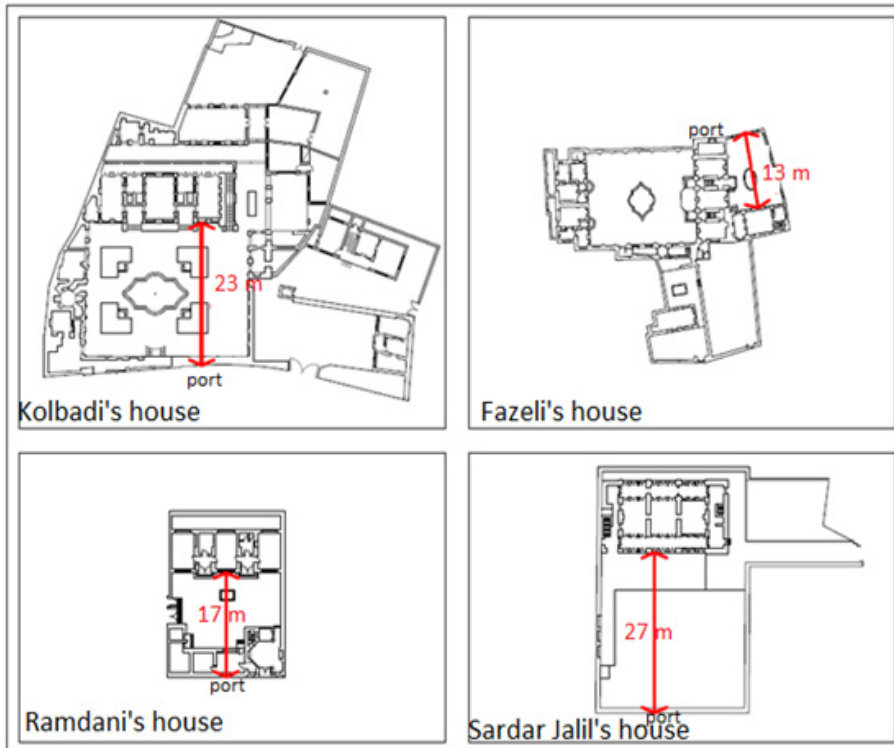 port
13 m
23 m
port
Kolbadi's house
Fazeli's house
17 m
port
27 m
port
Ramdani's house
Sardar Jalil's house